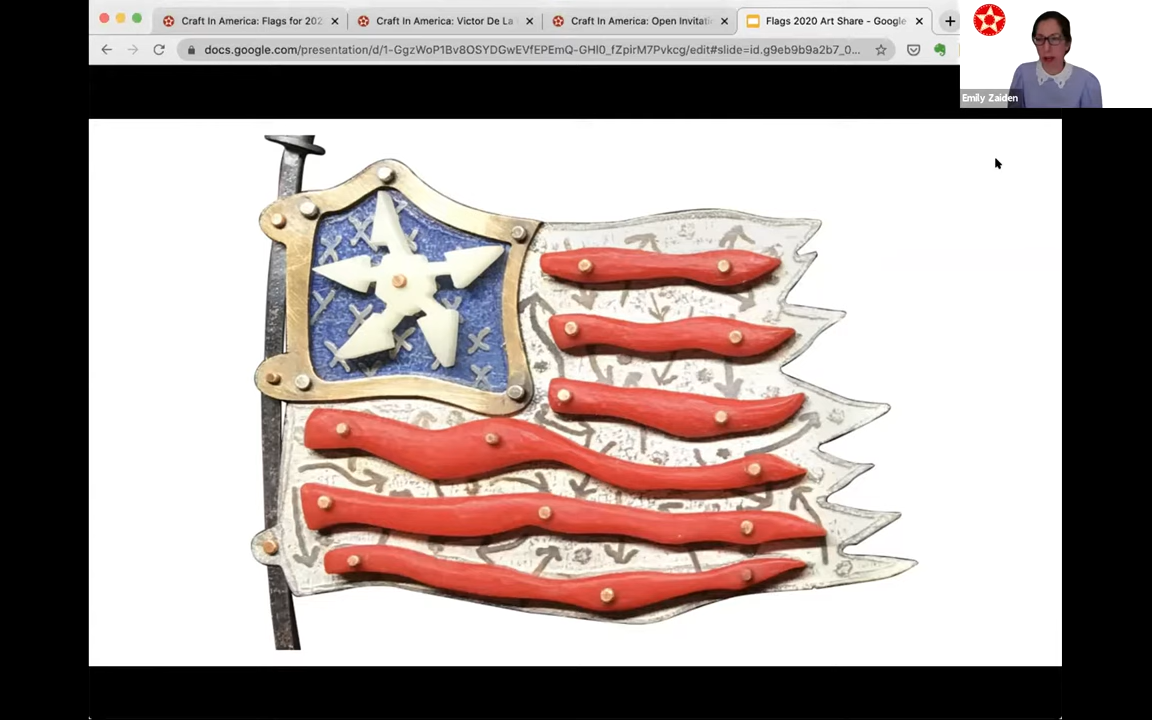 Craft In America: Flags for 202
Craft In America: Victor De La
Craft In America: Open Invitati
Flags 2020 Art Share - Google
docs.google.com/presentation/d/1-GgzWoP1Bv8OSYDGwEVfEPEmQ-GHl0_fZpirM7Pvkcg/edit#slide=id.g9eb9b9a2b7_0...
Emily Zaiden